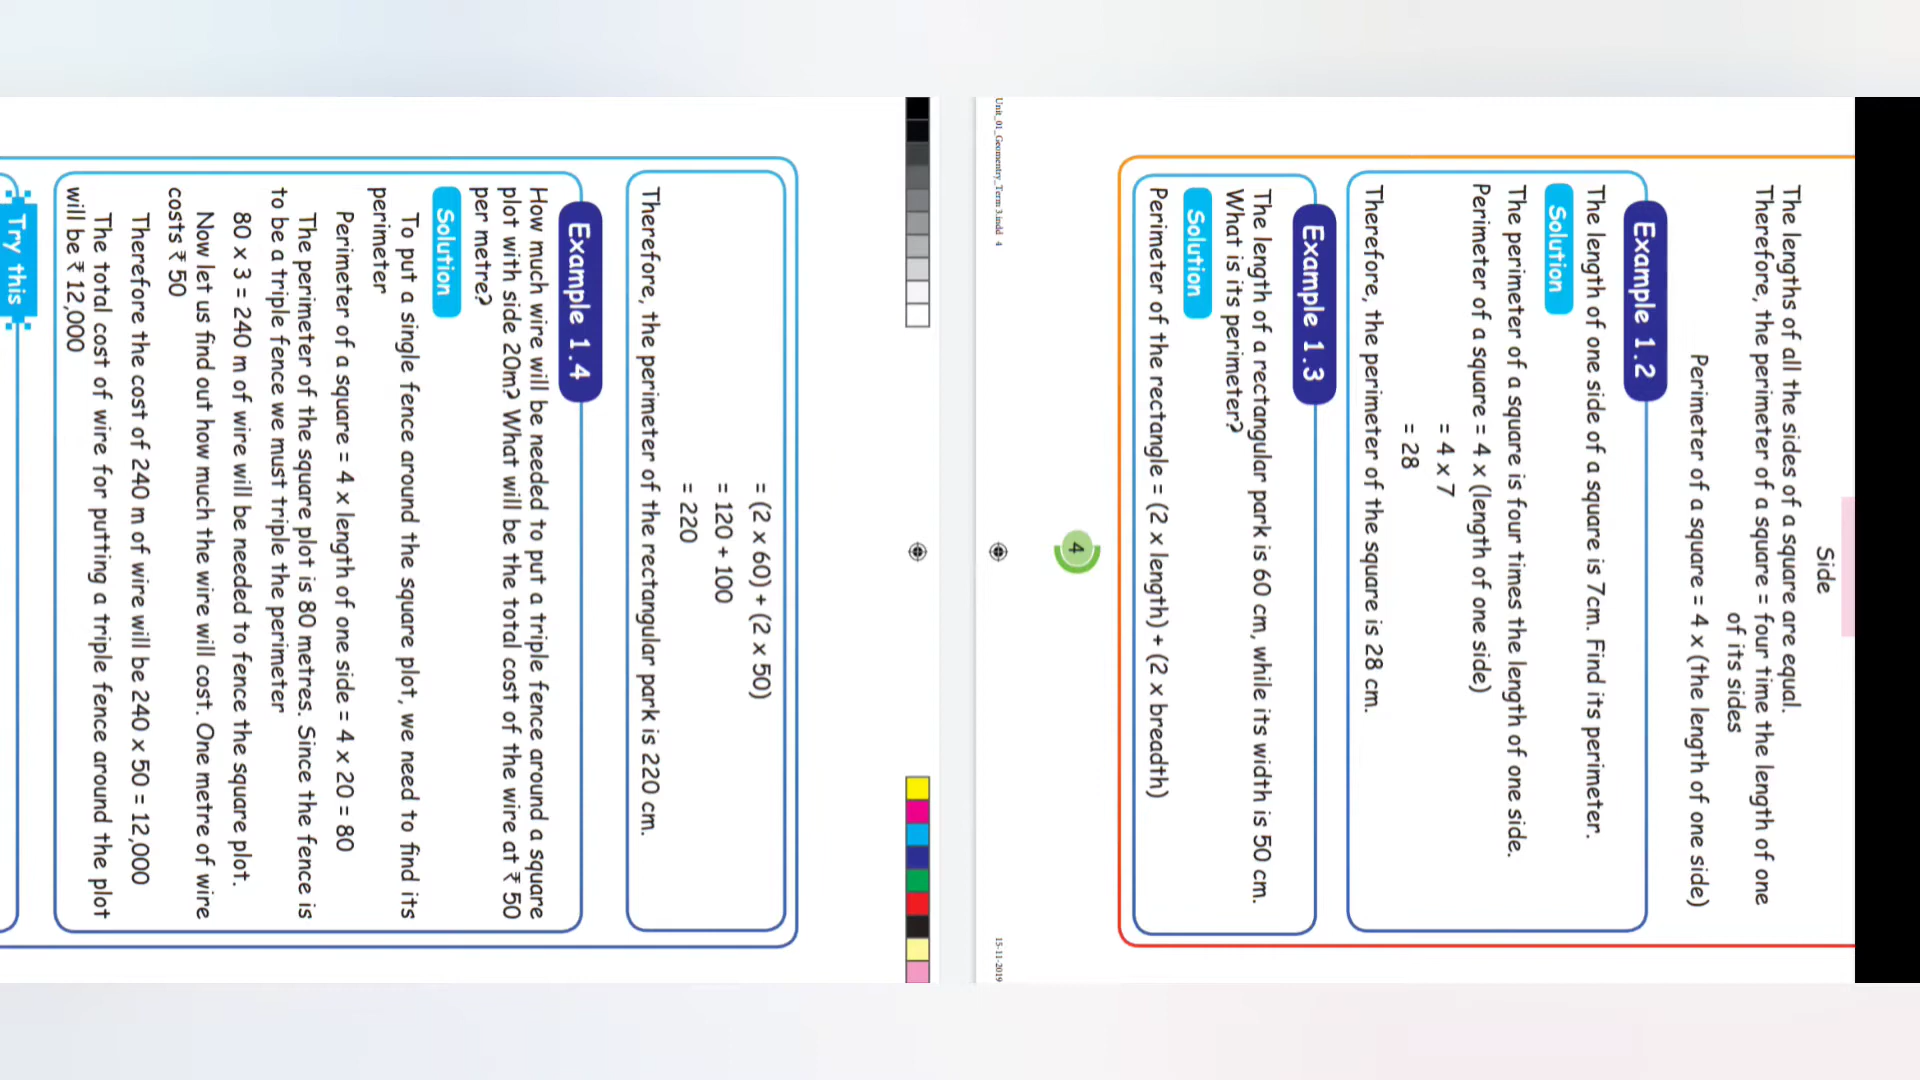 Side
The lengths of all the sides of a square are equal.
Therefore, the perimeter of a square = four time the length of one
of its sides
Perimeter of a square = 4 x (the length of one side)
Example 1.2
The length of one side of a square is 7cm. Find its perimeter.
Solution
The perimeter of a square is four times the length of one side.
Perimeter of a square = 4 x (length of one side)
= 4 x 7
= 28
Therefore, the perimeter of the square is 28 cm.
Example 1.3
The length of a rectangular park is 60 cm, while its width is 50 cm.
What is its perimeter?
Solution
Perimeter of the rectangle = (2 x length) + (2 x breadth)
4
Unit_01_Geomentry_Term 3.indd 4
15-11-2019
= (2 x 60) + (2 x 50)
= 120 + 100
= 220
Therefore, the perimeter of the rectangular park is 220 cm.
Example 1.4
How much wire will be needed to put a triple fence around a square
plot with side 20m? What will be the total cost of the wire at ₹ 50
per metre?
Solution
To put a single fence around the square plot, we need to find its
perimeter
Perimeter of a square = 4 x length of one side = 4 x 20 = 80
The perimeter of the square plot is 80 metres. Since the fence is
to be a triple fence we must triple the perimeter
80 x 3 = 240 m of wire will be needed to fence the square plot.
Now let us find out how much the wire will cost. One metre of wire
costs ₹ 50
Therefore the cost of 240 m of wire will be 240 x 50 = 12,000
The total cost of wire for putting a triple fence around the plot
will be ₹ 12,000
Try this